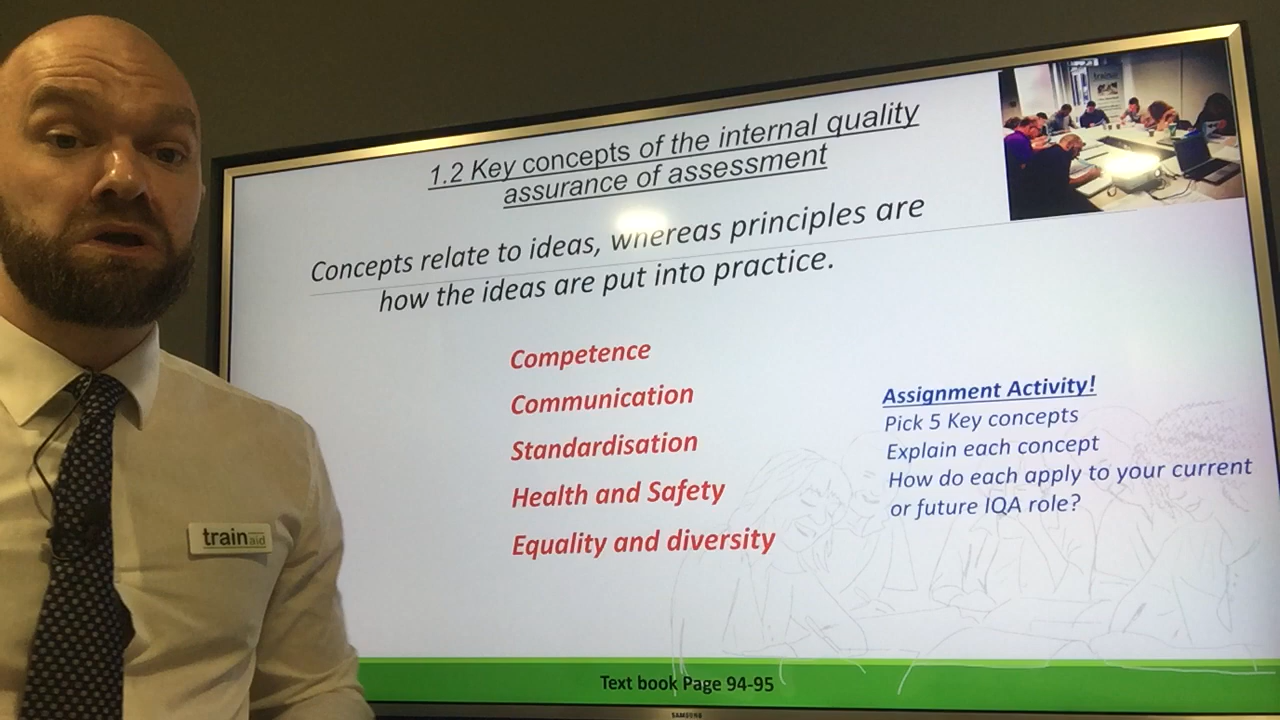 1.2 Key concepts of the internal quality
assurance of assessment
Concepts relate to ideas, whereas principles are
how the ideas are put into practice.
Competence
Communication
Standardisation
Health and Safety
Equality and diversity
Assignment Activity!
Pick 5 Key concepts
Explain each concept
How do each apply to your current
or future IQA role?
Text book Page 94-95
trainaid
SAMSUNG